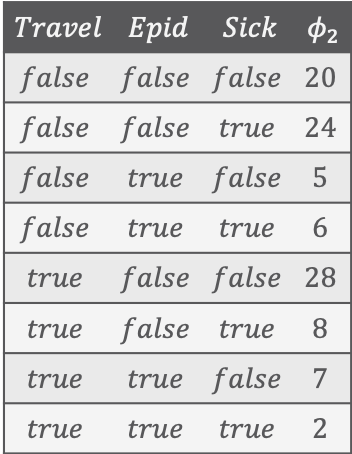 Travel Epid Sick ϕ₂
false false false 20
false false true 24
false true false 5
false true true 6
true false false 28
true false true 8
true true false 7
true true true 2